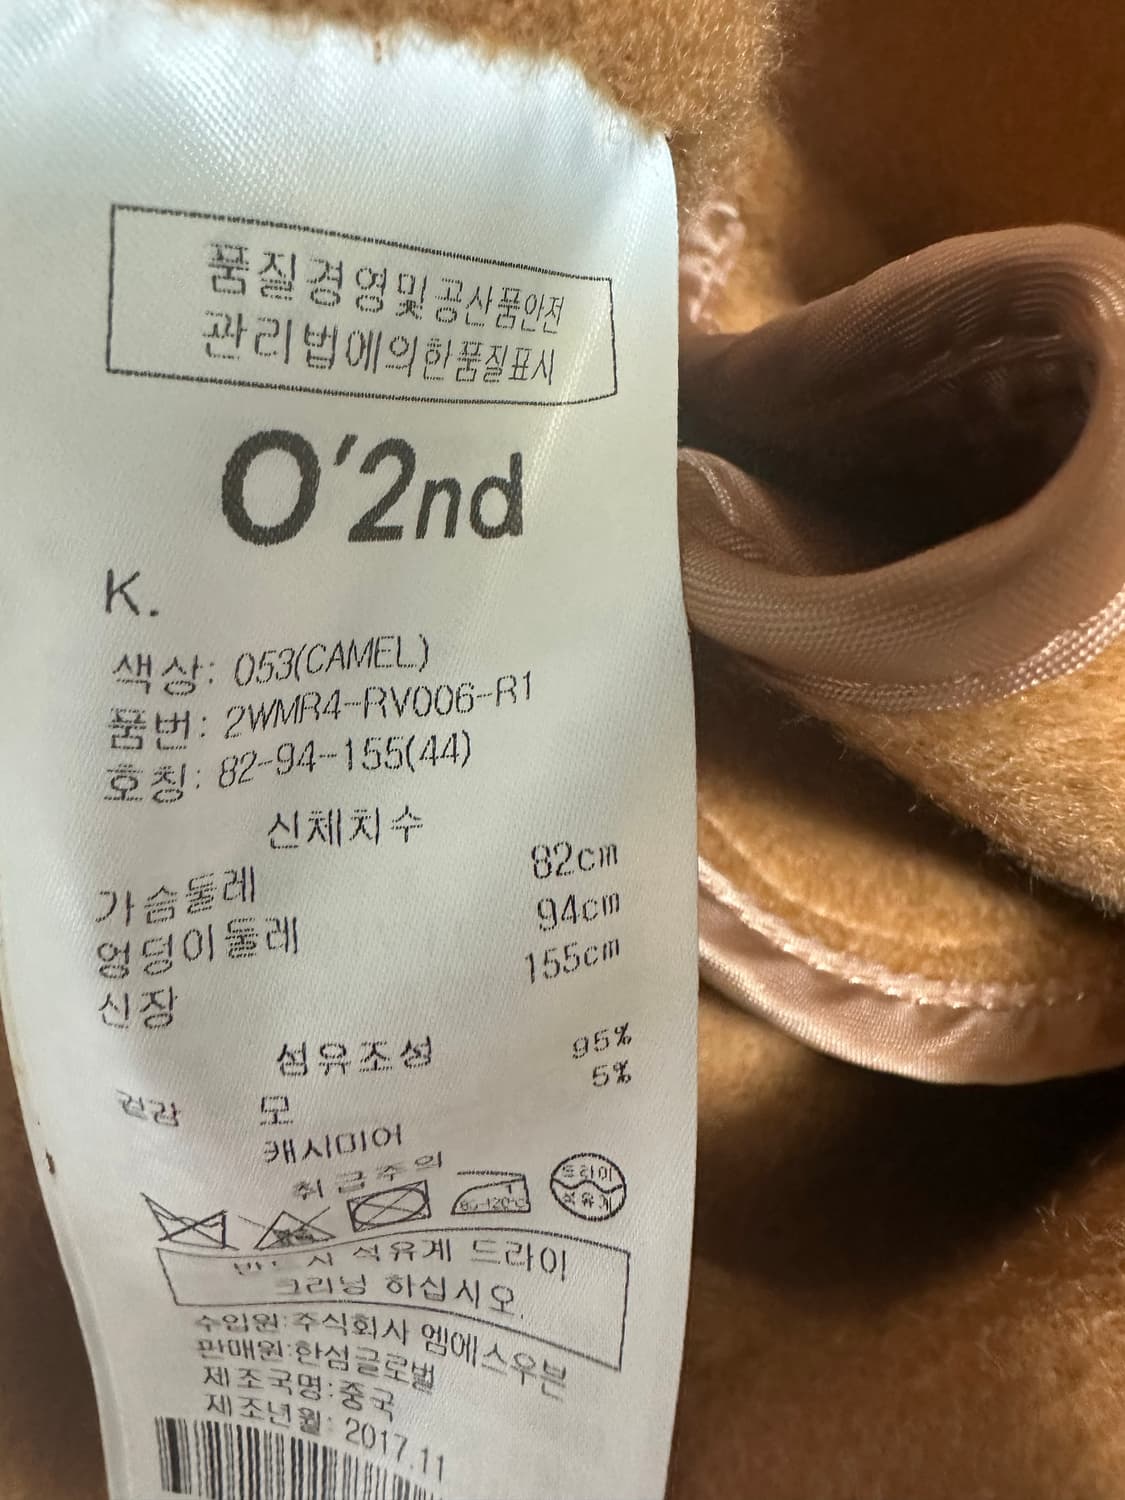 품질경영및공산품안전
관리법에의한품질표시
O'2nd
K.
색상: 053(CAMEL)
품번: 2WMR4-RV006-R1
호칭: 82-94-155(44)
신체치수
가슴둘레 82cm
엉덩이둘레 94cm
신장 155cm
섬유조성
겉감 모 95%
캐시미어 5%
취급주의
80-120℃
드라이
석유계
반드시 석유계 드라이
크리닝 하십시오.
수입원:주식회사 엠에스우븐
판매원:한섬글로벌
제조국명:중국
제조년월: 2017.11